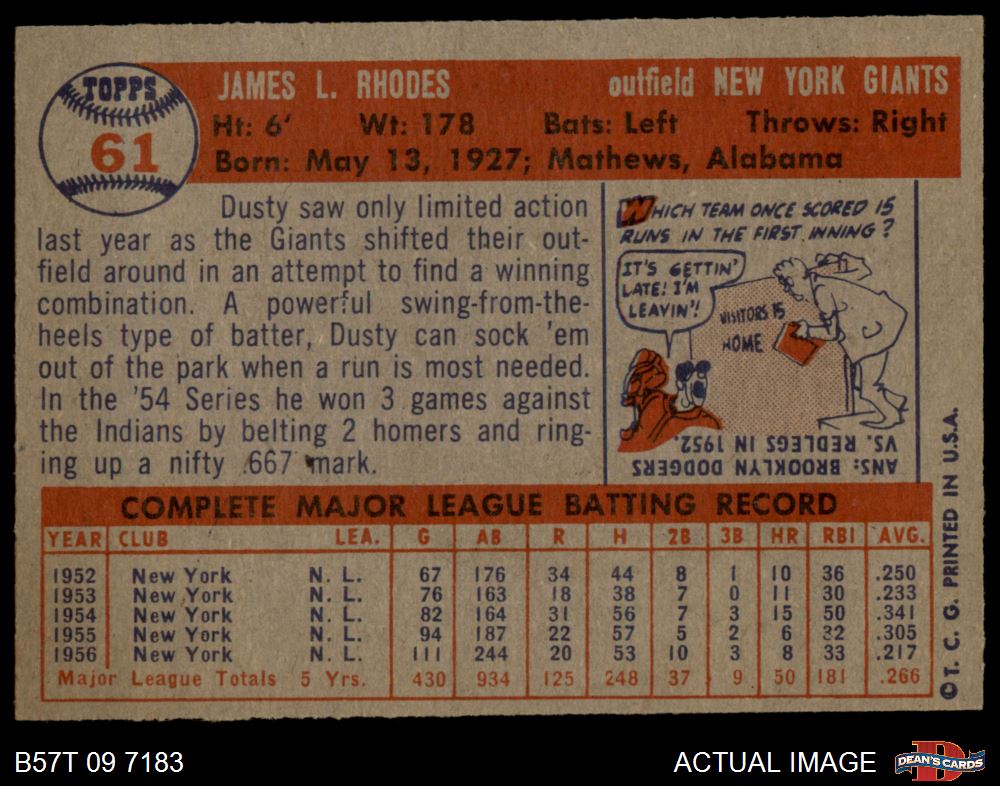 TOPPS
61
JAMES L. RHODES outfield NEW YORK GIANTS
Ht: 6' Wt: 178 Bats: Left Throws: Right
Born: May 13, 1927; Mathews, Alabama
Dusty saw only limited action
last year as the Giants shifted their out-
field around in an attempt to find a winning
combination. A powerful swing-from-the-
heels type of batter, Dusty can sock 'em
out of the park when a run is most needed.
In the '54 Series he won 3 games against
the Indians by belting 2 homers and ring-
ing up a nifty .667 mark.
WHICH TEAM ONCE SCORED 15
RUNS IN THE FIRST INNING?
IT'S GETTIN'
LATE! I'M
LEAVIN'!
VISITORS 15
HOME
ANS: BROOKLYN DODGERS
VS. REDLEGS IN 1952.
COMPLETE MAJOR LEAGUE BATTING RECORD
YEAR CLUB LEA. G AB R H 2B 3B HR RBI AVG.
1952 New York N. L. 67 176 34 44 8 1 10 36 .250
1953 New York N. L. 76 163 18 38 7 0 11 30 .233
1954 New York N. L. 82 164 31 56 7 3 15 50 .341
1955 New York N. L. 94 187 22 57 5 2 6 32 .305
1956 New York N. L. 111 244 20 53 10 3 8 33 .217
Major League Totals 5 Yrs. 430 934 125 248 37 9 50 181 .266
©T. C. G. PRINTED IN U.S.A.
B57T 09 7183
ACTUAL IMAGE
D
DEAN'S CARDS